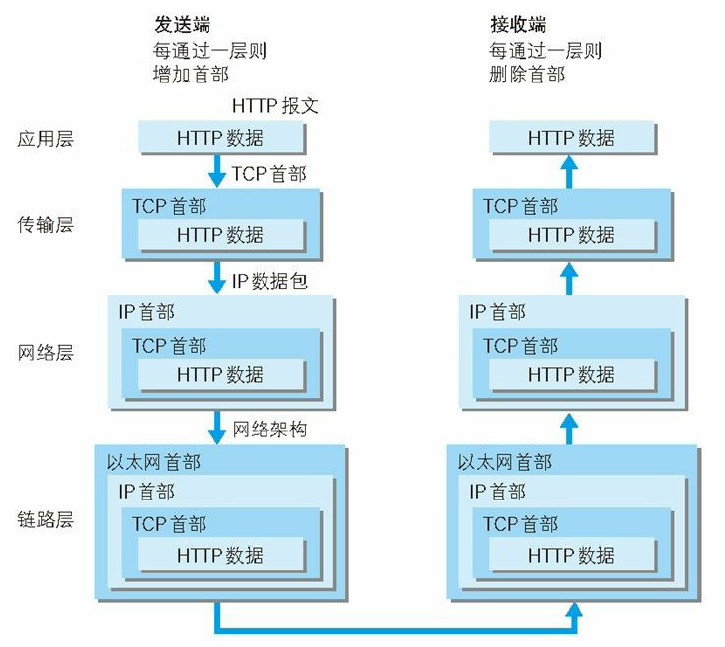 发送端
每通过一层则
增加首部
接收端
每通过一层则
删除首部
HTTP 报文
应用层
HTTP 数据
HTTP 数据
TCP 首部
传输层
TCP 首部
HTTP 数据
TCP 首部
HTTP 数据
IP 数据包
网络层
IP 首部
TCP 首部
HTTP 数据
IP 首部
TCP 首部
HTTP 数据
网络架构
链路层
以太网首部
IP 首部
TCP 首部
HTTP 数据
以太网首部
IP 首部
TCP 首部
HTTP 数据